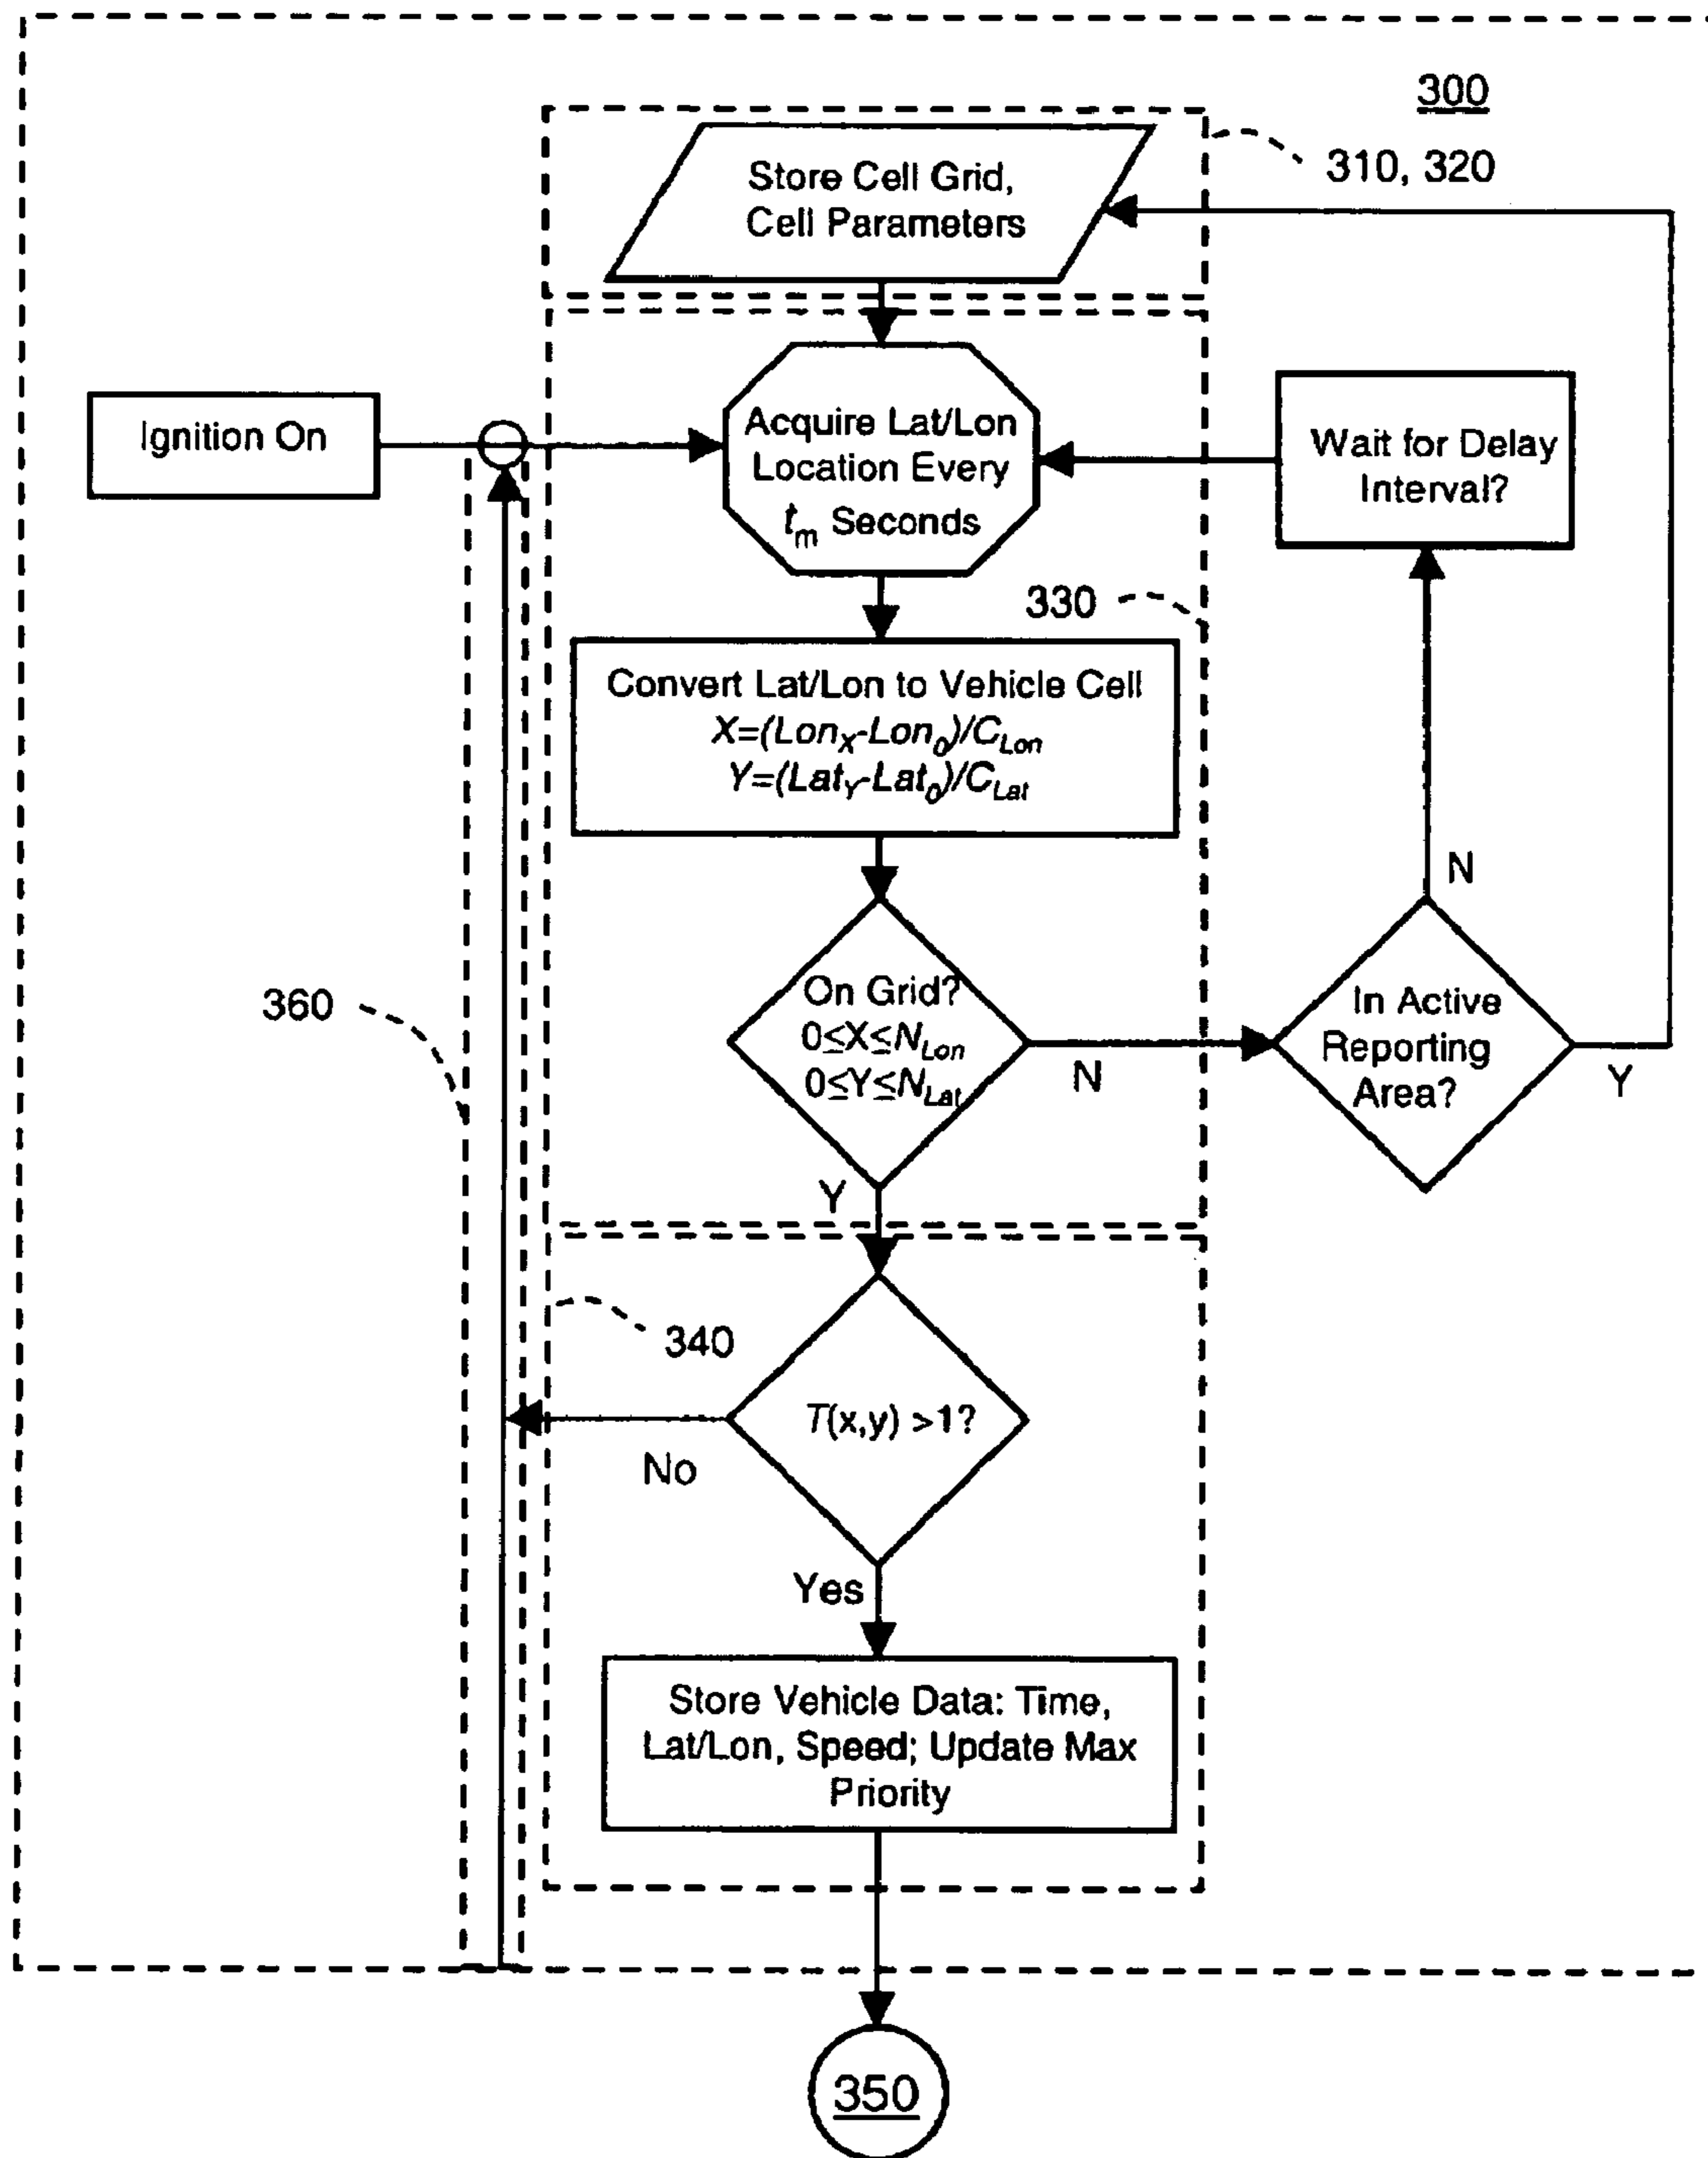 300
310, 320
Store Cell Grid,
Cell Parameters
Ignition On
Acquire Lat/Lon
Location Every
tm Seconds
Wait for Delay
Interval?
330
Convert Lat/Lon to Vehicle Cell
X=(LonX-Lon0)/CLon
Y=(LatY-Lat0)/CLat
N
360
On Grid?
0≤X≤NLon
0≤Y≤NLat
N
In Active
Reporting
Area?
Y
Y
340
T(x,y) >1?
No
Yes
Store Vehicle Data: Time,
Lat/Lon, Speed; Update Max
Priority
350